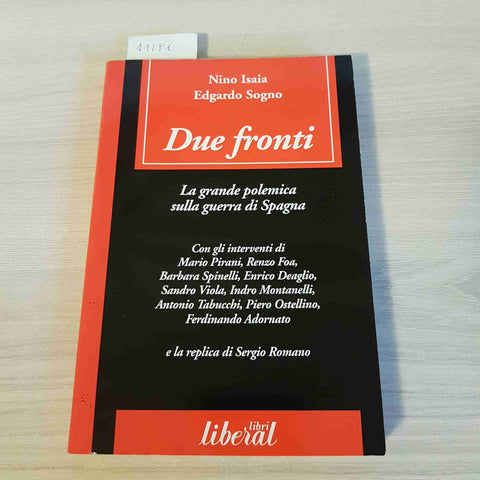 Nino Isaia
Edgardo Sogno
Due fronti
La grande polemica
sulla guerra di Spagna
Con gli interventi di
Mario Pirani, Renzo Foa,
Barbara Spinelli, Enrico Deaglio,
Sandro Viola, Indro Montanelli,
Antonio Tabucchi, Piero Ostellino,
Ferdinando Adornato
e la replica di Sergio Romano
libri
liberal